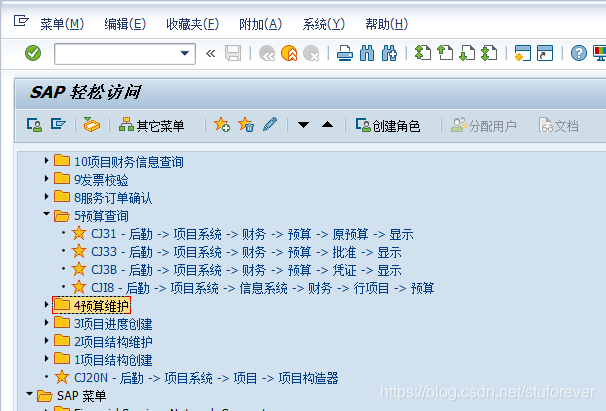 菜单(M) 编辑(E) 收藏夹(F) 附加(A) 系统(Y) 帮助(H)
SAP 轻松访问
其它菜单 创建角色 分配用户 文档
10项目财务信息查询
9发票校验
8服务订单确认
5预算查询
CJ31 - 后勤 -> 项目系统 -> 财务 -> 预算 -> 原预算 -> 显示
CJ33 - 后勤 -> 项目系统 -> 财务 -> 预算 -> 批准 -> 显示
CJ3B - 后勤 -> 项目系统 -> 财务 -> 预算 -> 凭证 -> 显示
CJI8 - 后勤 -> 项目系统 -> 信息系统 -> 财务 -> 行项目 -> 预算
4预算维护
3项目进度创建
2项目结构维护
1项目结构创建
CJ20N - 后勤 -> 项目系统 -> 项目 -> 项目构造器
SAP 菜单
https://blog.csdn.net/stuforever